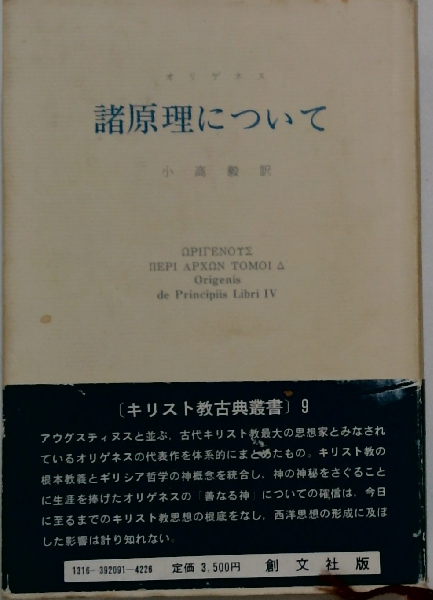 オリゲネス
諸原理について
小高毅訳
ΩΡΙΓΕΝΟΥΣ
ΠΕΡΙ ΑΡΧΩΝ ΤΟΜΟΙ Δ
Origenis
de Principiis Libri IV
〔キリスト教古典叢書〕9
アウグスティヌスと並ぶ、古代キリスト教最大の思想家とみなされ
ているオリゲネスの代表作を体系的にまとめたもの。キリスト教の
根本教義とギリシア哲学の神概念を統合し、神の神秘をさぐること
に生涯を捧げたオリゲネスの「善なる神」についての確信は、今日
に至るまでのキリスト教思想の根底をなし、西洋思想の形成に及ぼ
した影響は計り知れない。
1316-392091-4226 定価 3,500円 創文社版